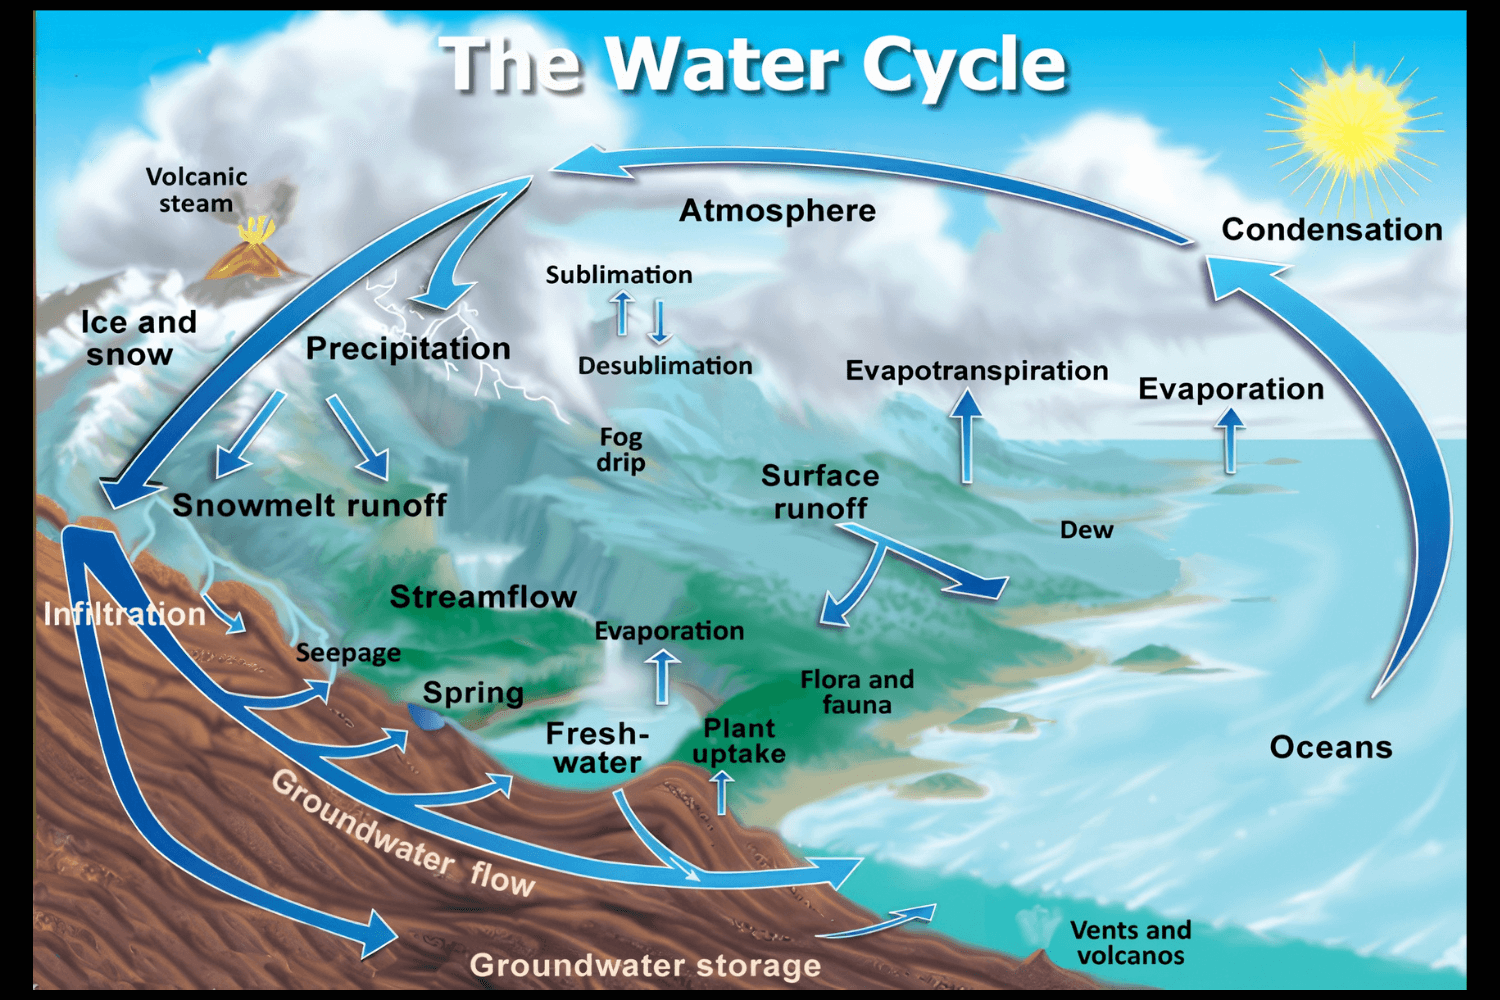 The Water Cycle
Volcanic
steam
Atmosphere
Condensation
Sublimation
Ice and
snow
Precipitation
Desublimation
Evapotranspiration
Evaporation
Fog
drip
Surface
runoff
Snowmelt runoff
Dew
Streamflow
Infiltration
Evaporation
Seepage
Spring
Flora and
fauna
Fresh-
water
Plant
uptake
Oceans
Groundwater flow
Vents and
volcanos
Groundwater storage